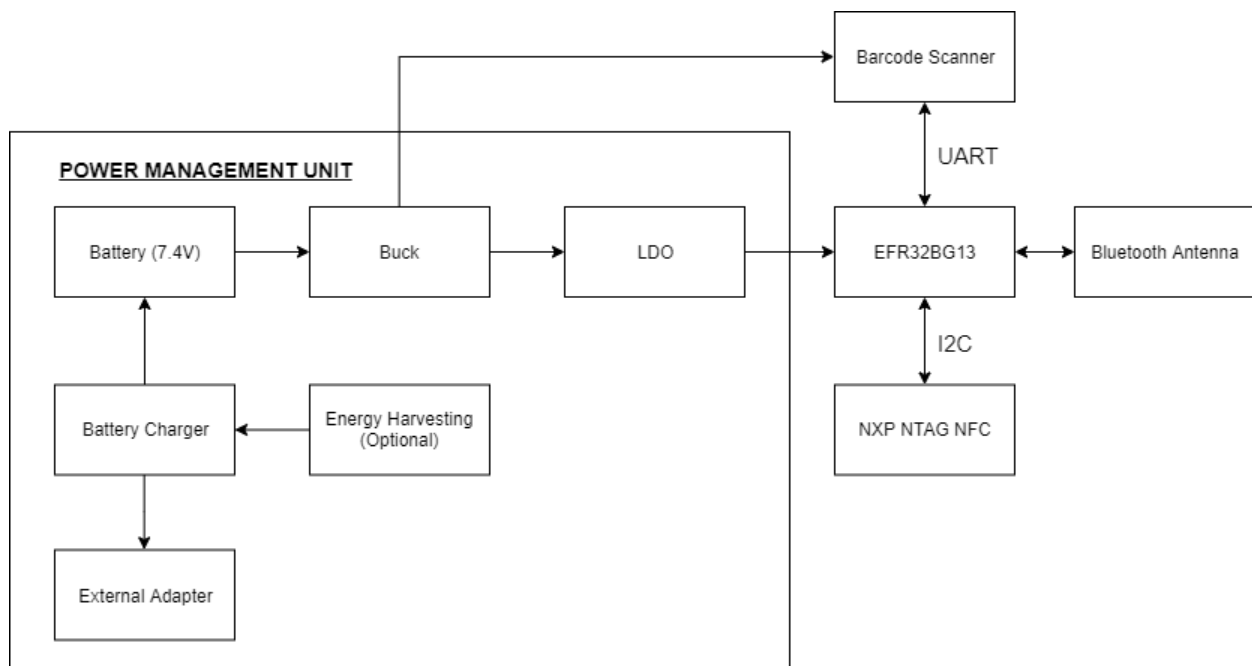 Barcode Scanner
UART
POWER MANAGEMENT UNIT
Battery (7.4V)
Buck
LDO
EFR32BG13
Bluetooth Antenna
I2C
Battery Charger
Energy Harvesting
(Optional)
NXP NTAG NFC
External Adapter